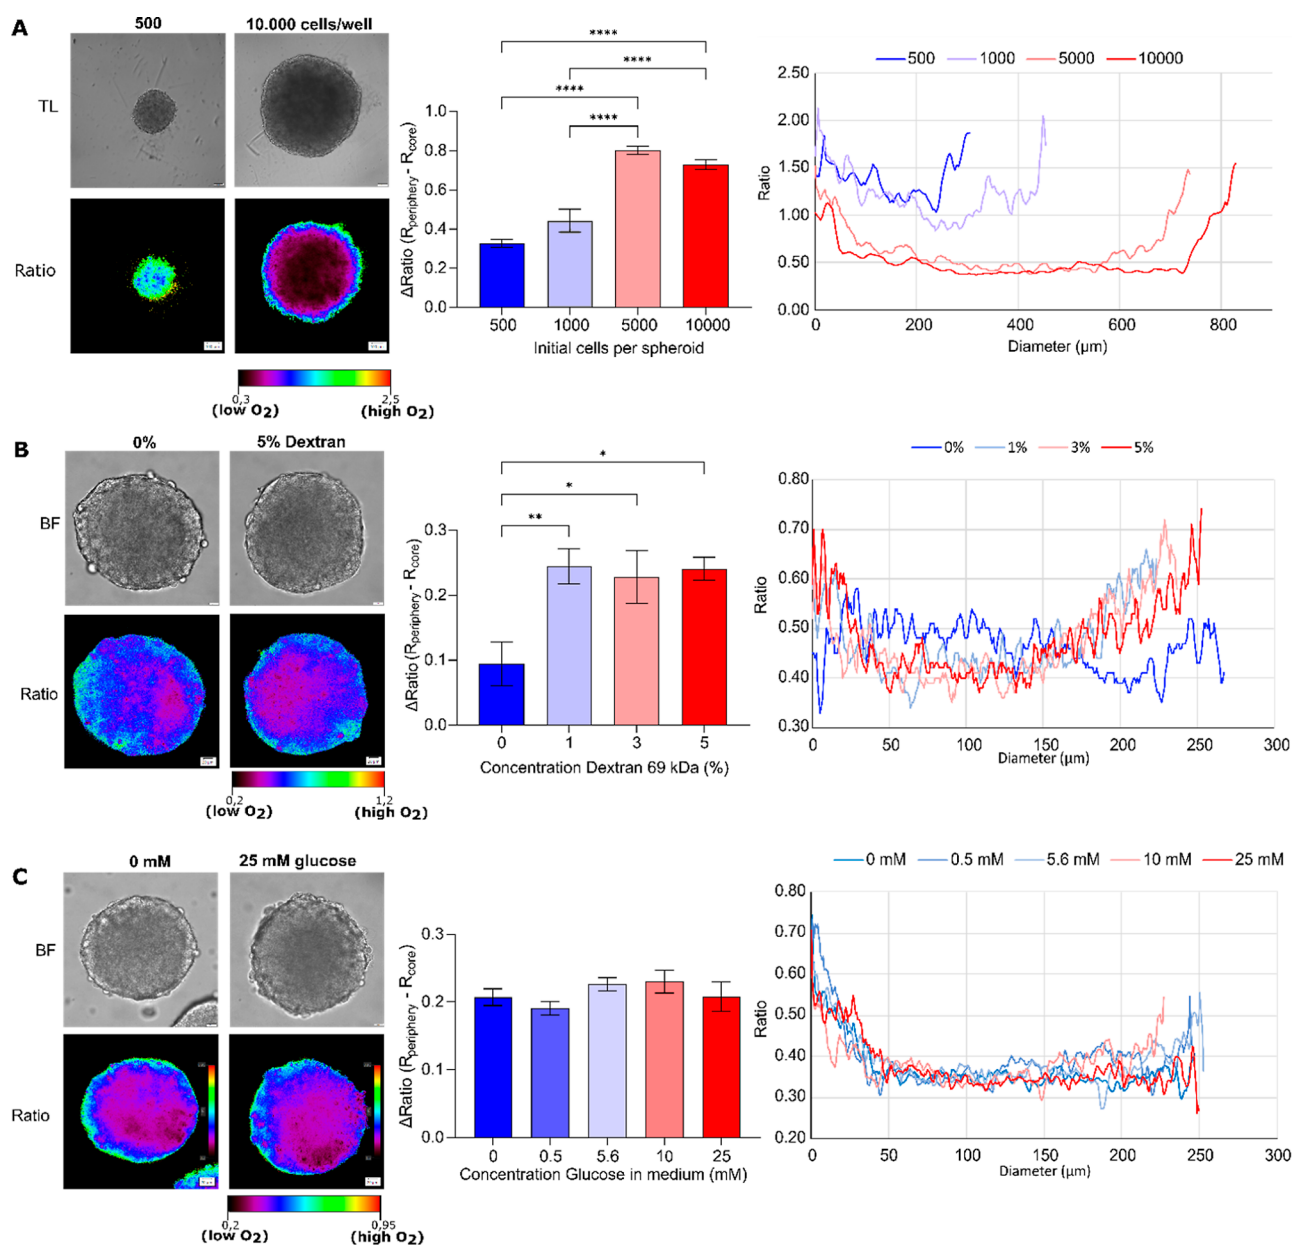 A
500
10.000 cells/well
TL
Ratio
0,3
2,5
(low O2)
(high O2)
****
****
****
****
ΔRatio (Rperiphery - Rcore)
1.0
0.8
0.6
0.4
0.2
0.0
500 1000 5000 10000
Initial cells per spheroid
500 1000 5000 10000
Ratio
2.50
2.00
1.50
1.00
0.50
0.00
0 200 400 600 800
Diameter (µm)
B
0%
5% Dextran
BF
Ratio
0,2
1,2
(low O2)
(high O2)
*
*
**
ΔRatio (Rperiphery - Rcore)
0.3
0.2
0.1
0.0
0 1 3 5
Concentration Dextran 69 kDa (%)
0% 1% 3% 5%
Ratio
0.80
0.70
0.60
0.50
0.40
0.30
0 50 100 150 200 250 300
Diameter (µm)
C
0 mM
25 mM glucose
BF
Ratio
0,2
0,95
(low O2)
(high O2)
ΔRatio (Rperiphery - Rcore)
0.3
0.2
0.1
0.0
0 0.5 5.6 10 25
Concentration Glucose in medium (mM)
0 mM 0.5 mM 5.6 mM 10 mM 25 mM
Ratio
0.80
0.70
0.60
0.50
0.40
0.30
0.20
0 50 100 150 200 250 300
Diameter (µm)